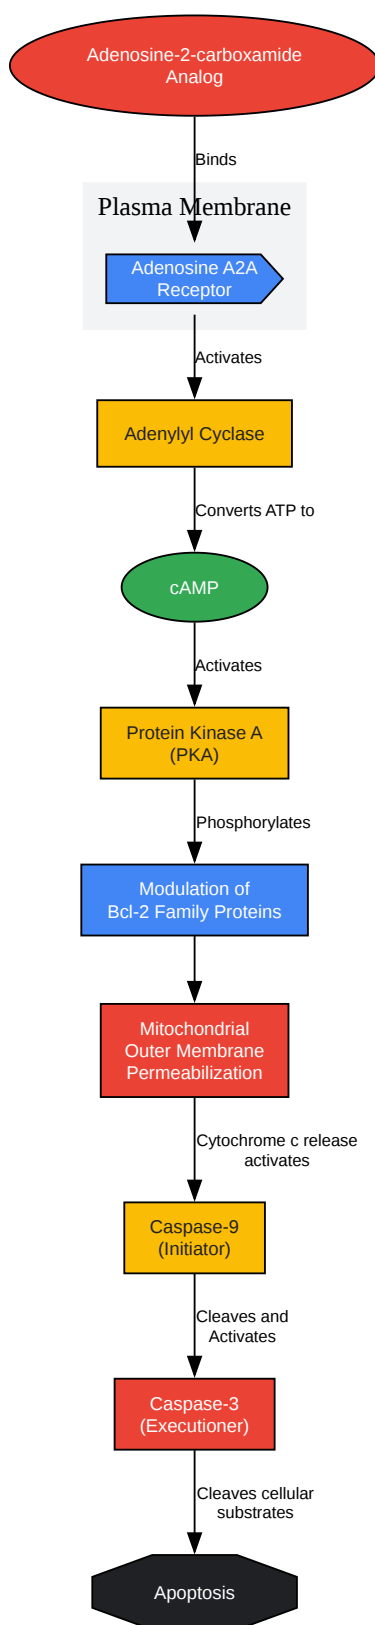 Adenosine-2-carboxamide
Analog
Binds
Plasma Membrane
Adenosine A2A
Receptor
Activates
Adenylyl Cyclase
Converts ATP to
cAMP
Activates
Protein Kinase A
(PKA)
Phosphorylates
Modulation of
Bcl-2 Family Proteins
Mitochondrial
Outer Membrane
Permeabilization
Cytochrome c release
activates
Caspase-9
(Initiator)
Cleaves and
Activates
Caspase-3
(Executioner)
Cleaves cellular
substrates
Apoptosis